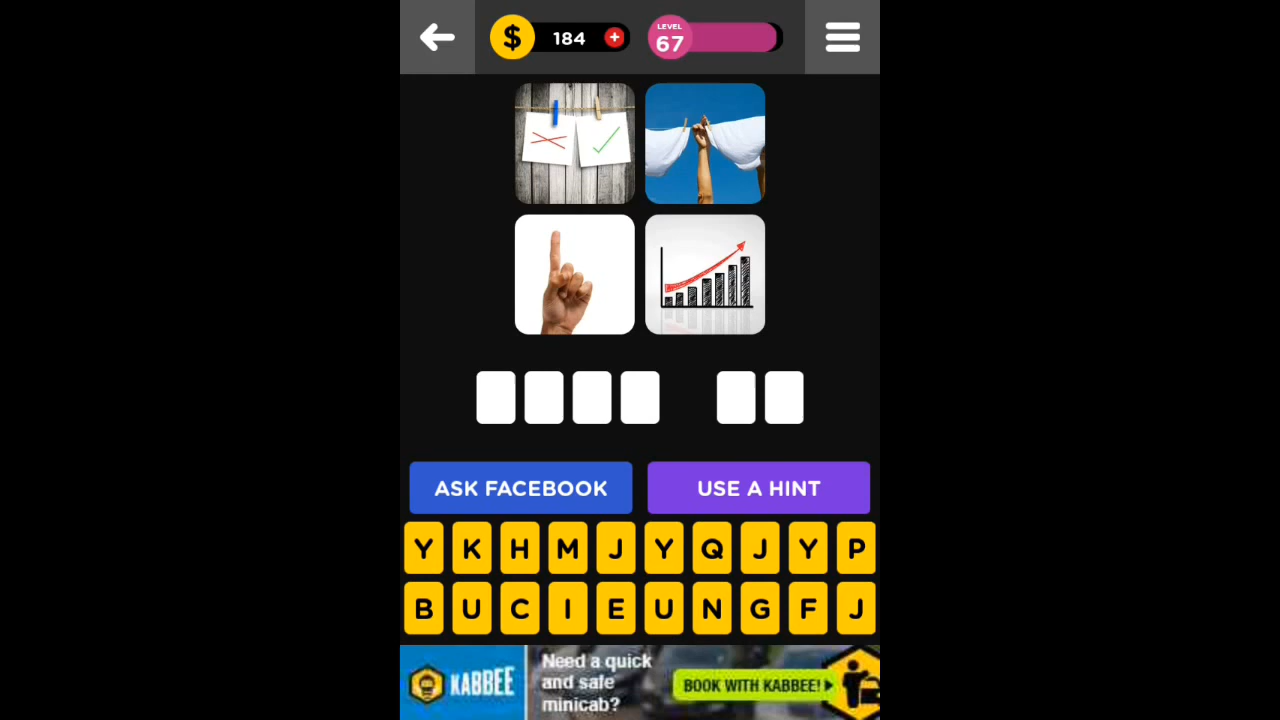 $ 184 +
LEVEL
67
ASK FACEBOOK USE A HINT
Y K H M J Y Q J Y P
B U C I E U N G F J
KABBEE
Need a quick
and safe
minicab?
BOOK WITH KABBEE!